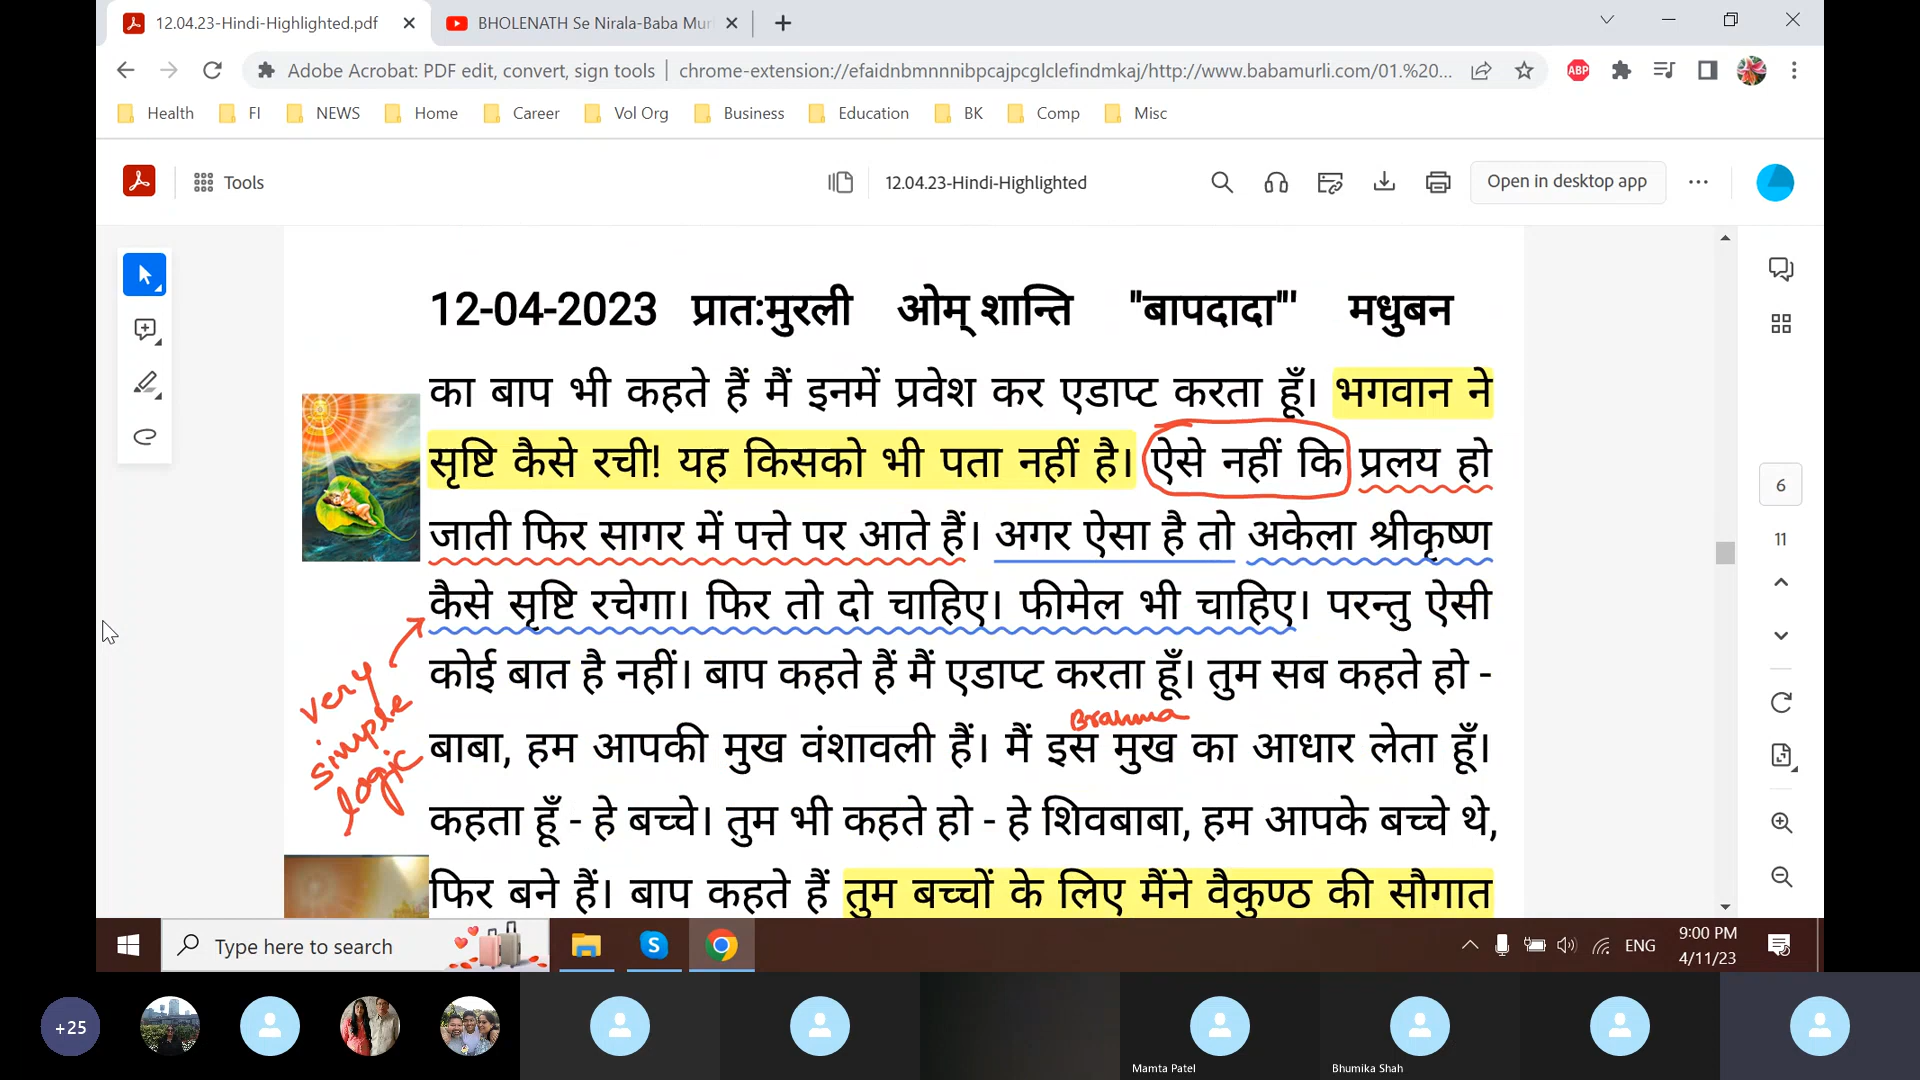 12.04.23-Hindi-Highlighted.pdf
BHOLENATH Se Nirala-Baba Mur
Adobe Acrobat: PDF edit, convert, sign tools
chrome-extension://efaidnbmnnnibpcajpcglclefindmkaj/http://www.babamurli.com/01.%20...
ABP
Health FI NEWS Home Career Vol Org Business Education BK Comp Misc
Tools
12.04.23-Hindi-Highlighted
Open in desktop app
12-04-2023 प्रात:मुरली ओम् शान्ति "बापदादा"' मधुबन
का बाप भी कहते हैं मैं इनमें प्रवेश कर एडाप्ट करता हूँ। भगवान ने
सृष्टि कैसे रची! यह किसको भी पता नहीं है। ऐसे नहीं कि प्रलय हो
जाती फिर सागर में पत्ते पर आते हैं। अगर ऐसा है तो अकेला श्रीकृष्ण
कैसे सृष्टि रचेगा। फिर तो दो चाहिए। फीमेल भी चाहिए। परन्तु ऐसी
कोई बात है नहीं। बाप कहते हैं मैं एडाप्ट करता हूँ। तुम सब कहते हो -
Brahma
बाबा, हम आपकी मुख वंशावली हैं। मैं इस मुख का आधार लेता हूँ।
कहता हूँ - हे बच्चे। तुम भी कहते हो - हे शिवबाबा, हम आपके बच्चे थे,
फिर बने हैं। बाप कहते हैं तुम बच्चों के लिए मैंने वैकुण्ठ की सौगात
very
simple
logic
6
11
Type here to search
ENG
9:00 PM
4/11/23
+25
Mamta Patel
Bhumika Shah